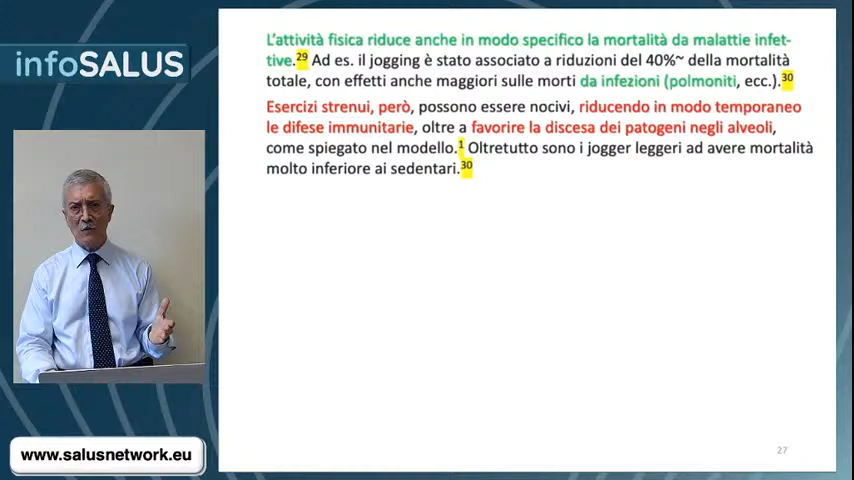 infoSALUS
L'attività fisica riduce anche in modo specifico la mortalità da malattie infet-
tive.29 Ad es. il jogging è stato associato a riduzioni del 40%~ della mortalità
totale, con effetti anche maggiori sulle morti da infezioni (polmoniti, ecc.).30
Esercizi strenui, però, possono essere nocivi, riducendo in modo temporaneo
le difese immunitarie, oltre a favorire la discesa dei patogeni negli alveoli,
come spiegato nel modello.1 Oltretutto sono i jogger leggeri ad avere mortalità
molto inferiore ai sedentari.30
27
www.salusnetwork.eu